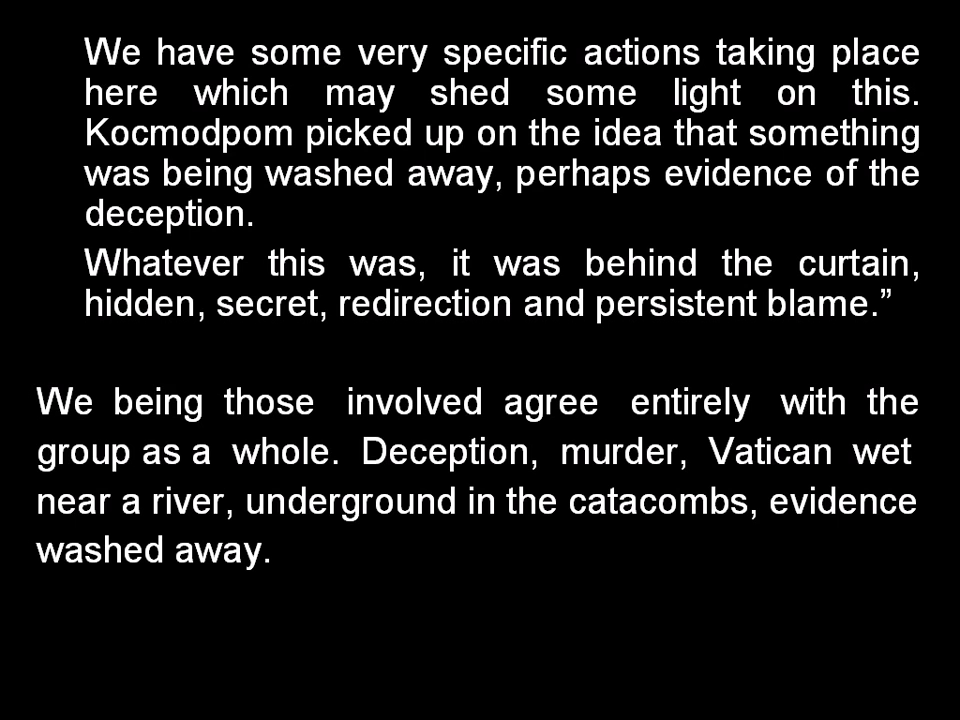 We have some very specific actions taking place
here which may shed some light on this.
Kocmodpom picked up on the idea that something
was being washed away, perhaps evidence of the
deception.
Whatever this was, it was behind the curtain,
hidden, secret, redirection and persistent blame.”
We being those involved agree entirely with the
group as a whole. Deception, murder, Vatican wet
near a river, underground in the catacombs, evidence
washed away.